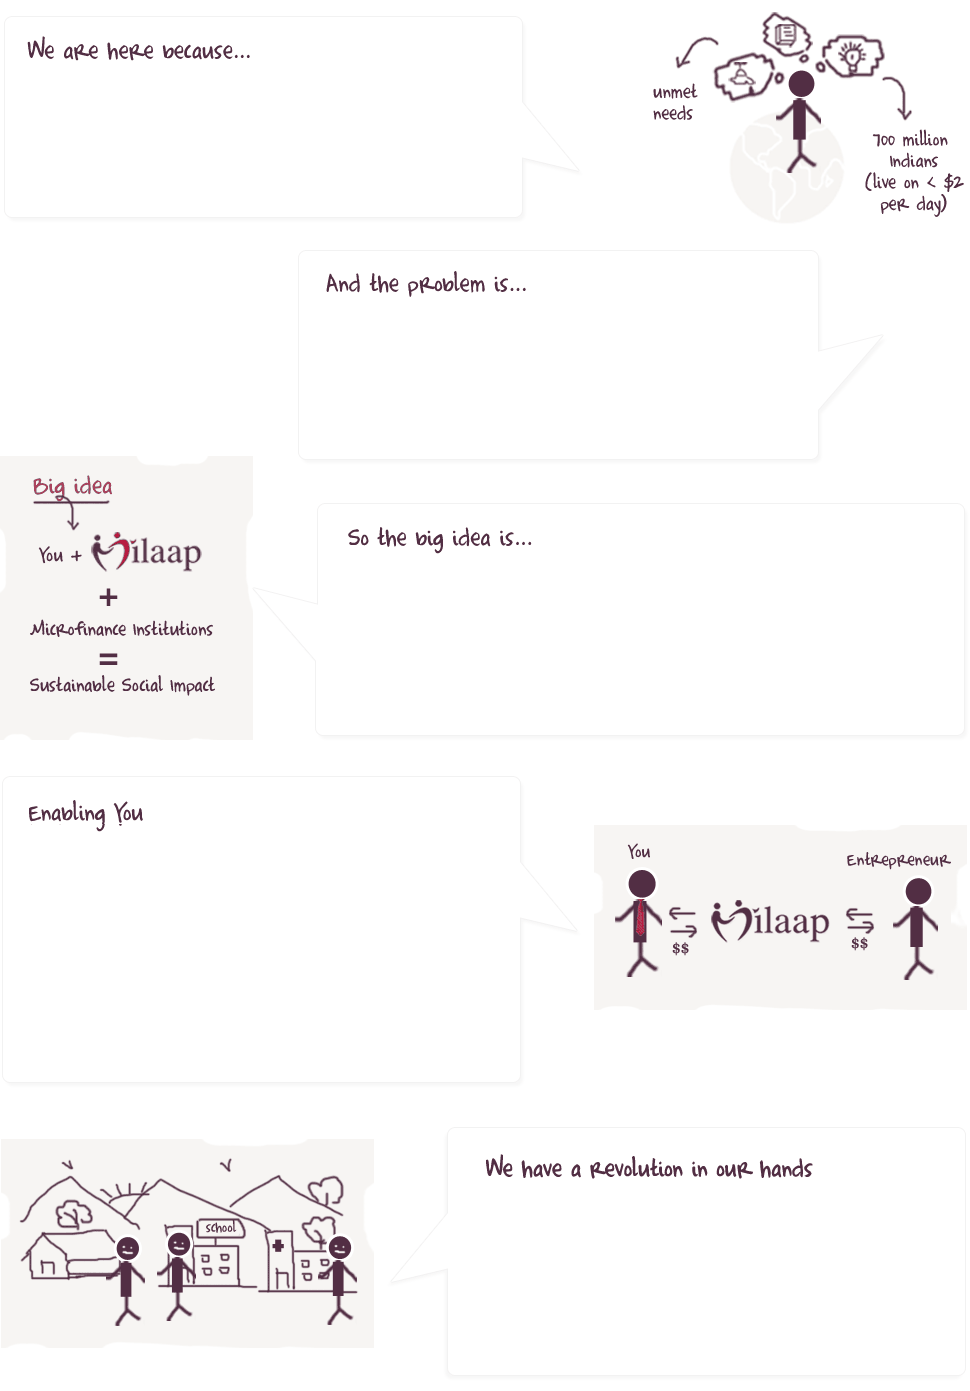 We are here because...
unmet
needs
700 million
Indians
(live on < $2
per day)
And the problem is...
Big idea
You + Milaap
+
Microfinance Institutions
=
Sustainable Social Impact
So the big idea is...
Enabling You
You
Entrepreneur
Milaap
$$
$$
We have a revolution in our hands
school